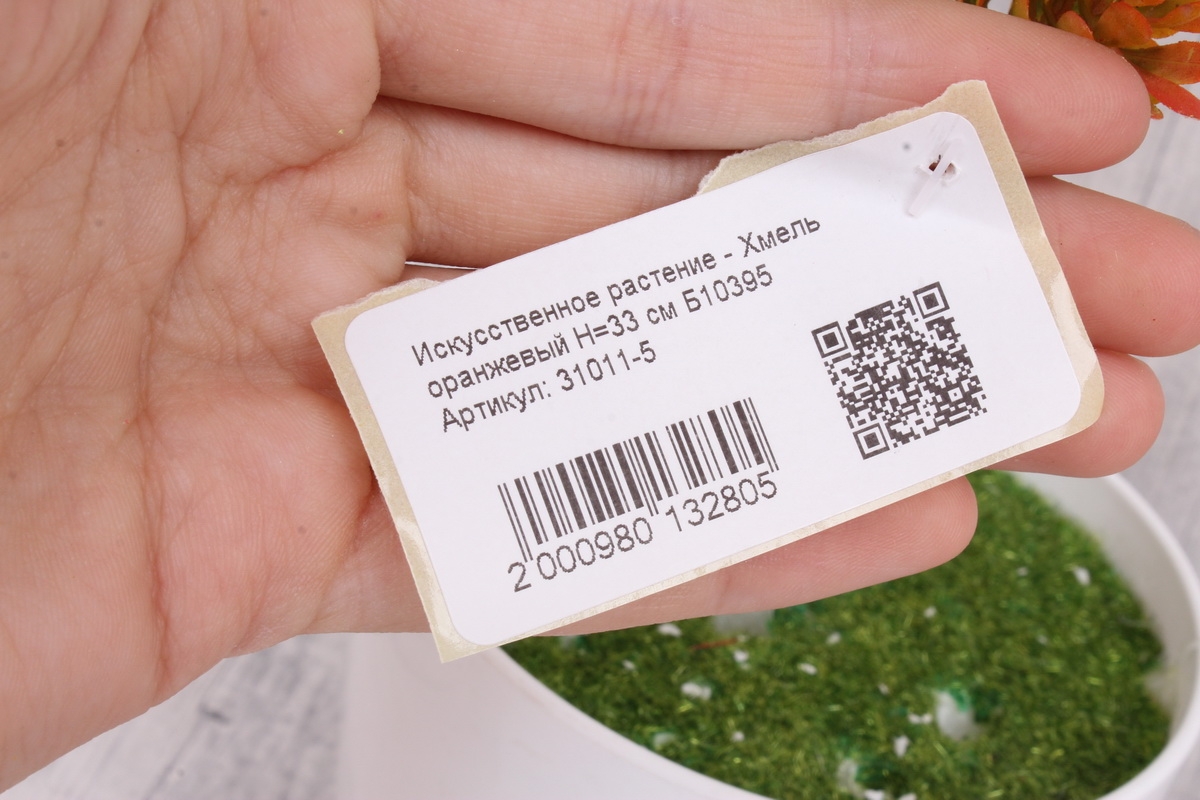 Искусственное растение - Хмель
оранжевый H=33 см Б10395
Артикул: 31011-5
2 000980 132805